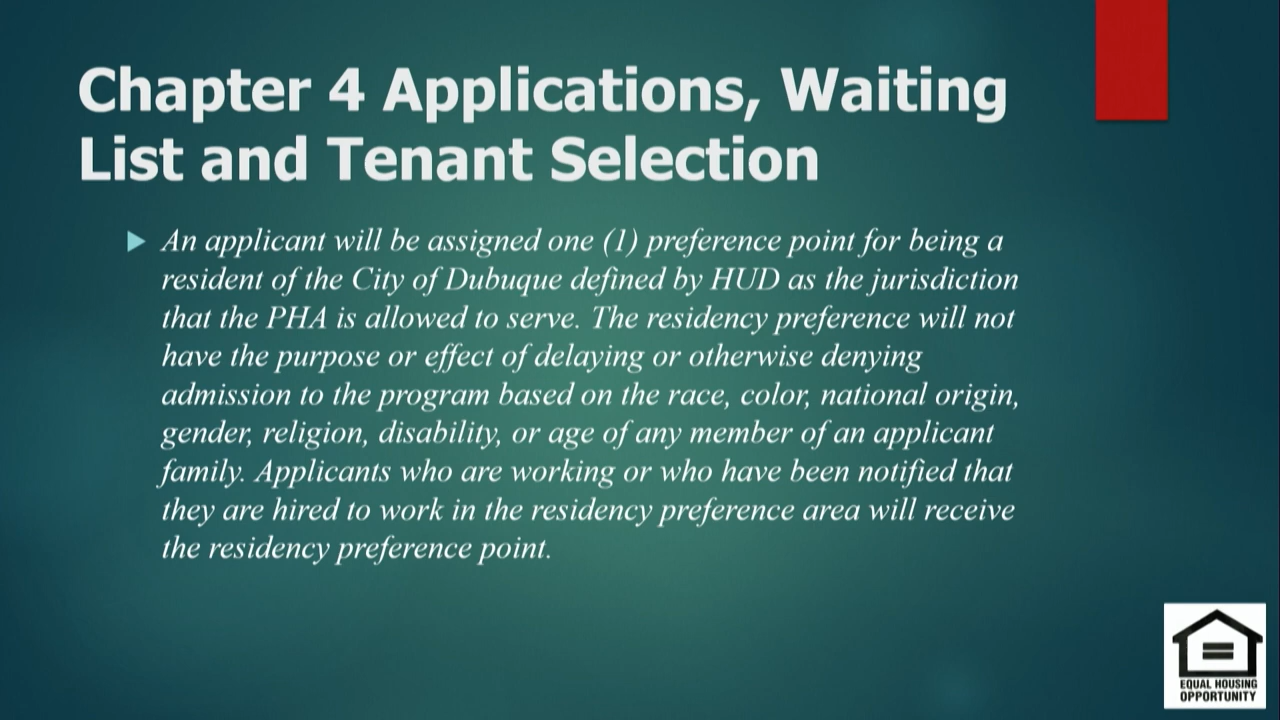 Chapter 4 Applications, Waiting
List and Tenant Selection
An applicant will be assigned one (1) preference point for being a
resident of the City of Dubuque defined by HUD as the jurisdiction
that the PHA is allowed to serve. The residency preference will not
have the purpose or effect of delaying or otherwise denying
admission to the program based on the race, color, national origin,
gender, religion, disability, or age of any member of an applicant
family. Applicants who are working or who have been notified that
they are hired to work in the residency preference area will receive
the residency preference point.
EQUAL HOUSING
OPPORTUNITY